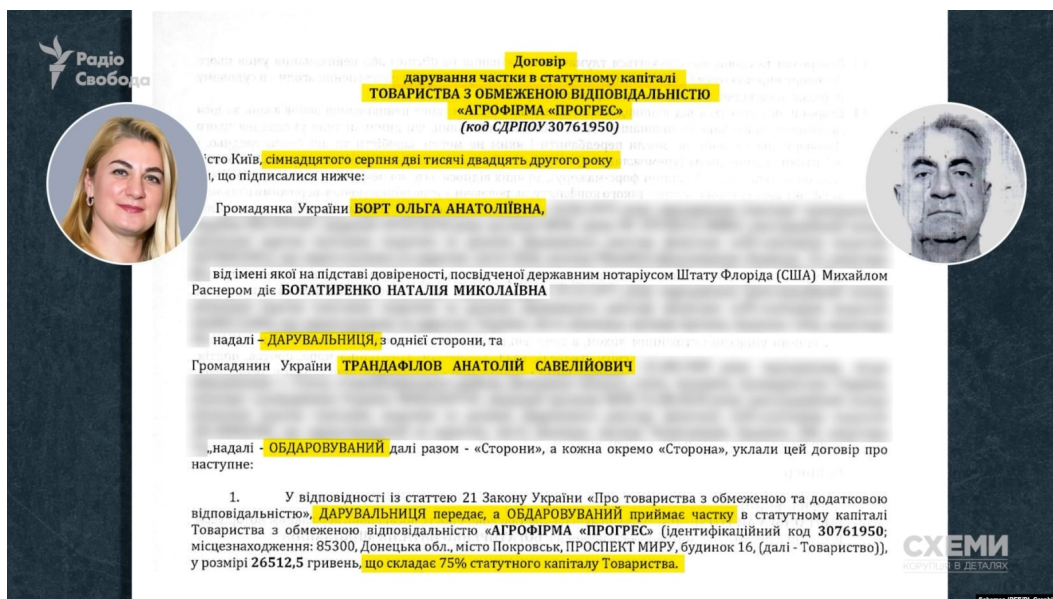 Радіо
Свобода
Договір
дарування частки в статутному капіталі
ТОВАРИСТВА З ОБМЕЖЕНОЮ ВІДПОВІДАЛЬНІСТЮ
«АГРОФІРМА «ПРОГРЕС»
(код СДРПОУ 30761950)
істо Київ, сімнадцятого серпня дві тисячі двадцять другого року
, що підписалися нижче:
Громадянка України БОРТ ОЛЬГА АНАТОЛІЇВНА,
від імені якої на підставі довіреності, посвідченої державним нотаріусом Штату Флоріда (США) Михайлом
Раснером діє БОГАТИРЕНКО НАТАЛІЯ МИКОЛАЇВНА
надалі – ДАРУВАЛЬНИЦЯ, з однієї сторони, та
Громадянин України ТРАНДАФІЛОВ АНАТОЛІЙ САВЕЛІЙОВИЧ
„надалі - ОБДАРОВУВАНИЙ далі разом - «Сторони», а кожна окремо «Сторона», уклали цей договір про
наступне:
1. У відповідності із статтею 21 Закону України «Про товариства з обмеженою та додатковою
відповідальністю», ДАРУВАЛЬНИЦЯ передає, а ОБДАРОВУВАНИЙ приймає частку в статутному капіталі
Товариства з обмеженою відповідальністю «АГРОФІРМА «ПРОГРЕС» (ідентифікаційний код 30761950;
місцезнаходження: 85300, Донецька обл., місто Покровськ, ПРОСПЕКТ МИРУ, будинок 16, (далі - Товариство)),
у розмірі 26512,5 гривень, що складає 75% статутного капіталу Товариства.
СХЕМИ
КОРУПЦІЯ В ДЕТАЛЯХ